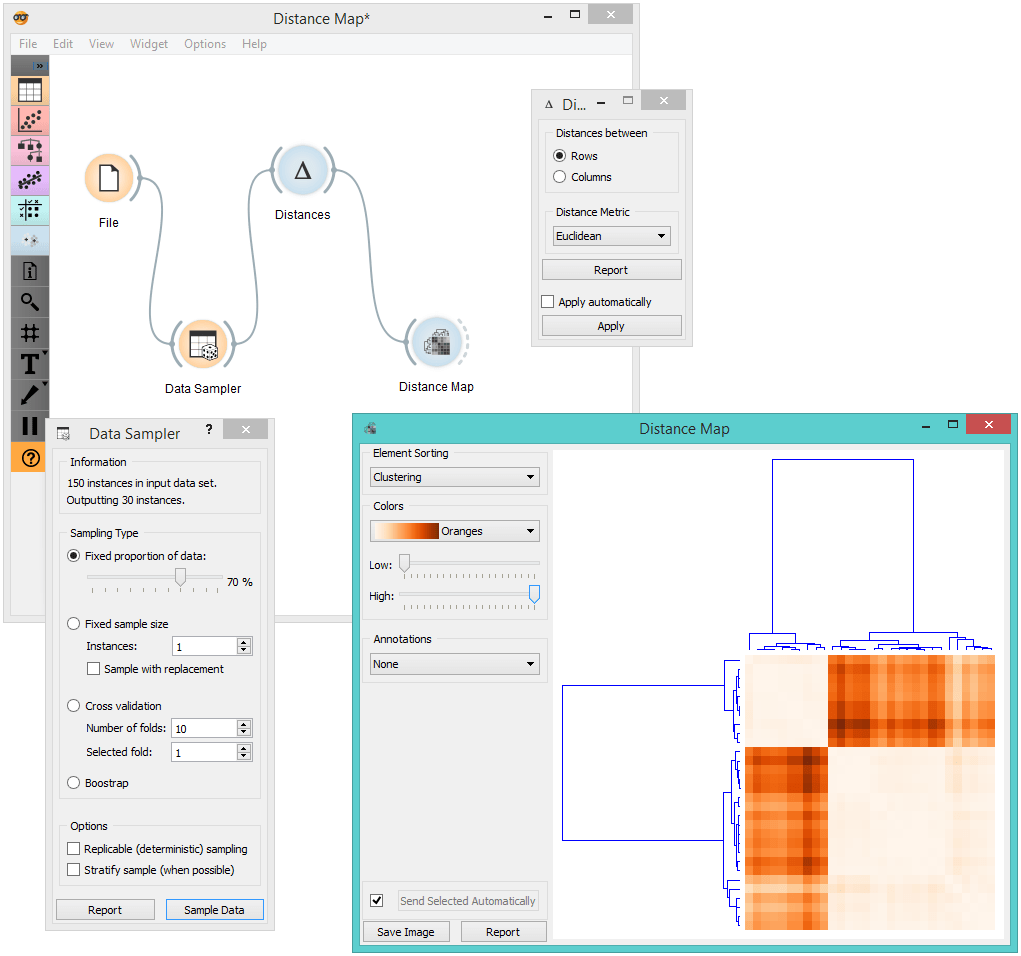 Distance Map*
File Edit View Widget Options Help
»
File
Δ
Distances
Data Sampler
Distance Map
T
?
Δ Di...
Distances between
Rows
Columns
Distance Metric
Euclidean
Report
Apply automatically
Apply
Data Sampler ?
Information
150 instances in input data set.
Outputting 30 instances.
Sampling Type
Fixed proportion of data:
70 %
Fixed sample size
Instances: 1
Sample with replacement
Cross validation
Number of folds: 10
Selected fold: 1
Boostrap
Options
Replicable (deterministic) sampling
Stratify sample (when possible)
Report Sample Data
Distance Map
Element Sorting
Clustering
Colors
Oranges
Low:
High:
Annotations
None
Send Selected Automatically
Save Image Report